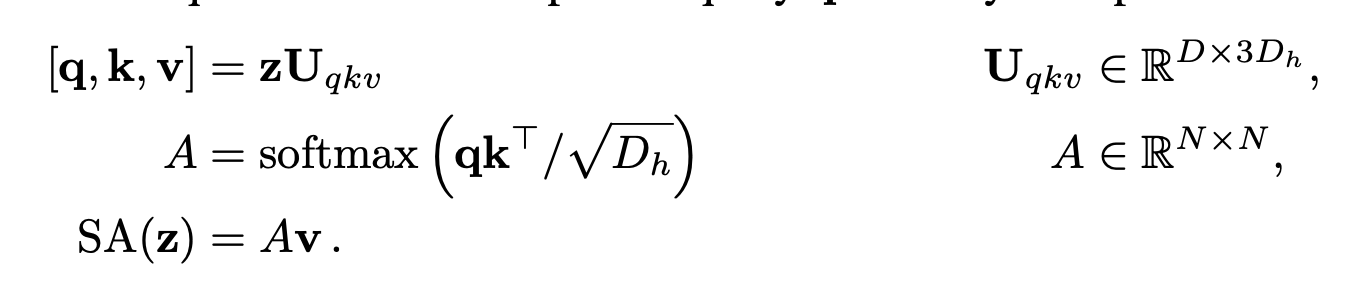 [q, k, v] = zU_{qkv}    U_{qkv} ∈ ℝ^{D×3D_h},
A = softmax (qk^⊤/√D_h)    A ∈ ℝ^{N×N},
SA(z) = Av.